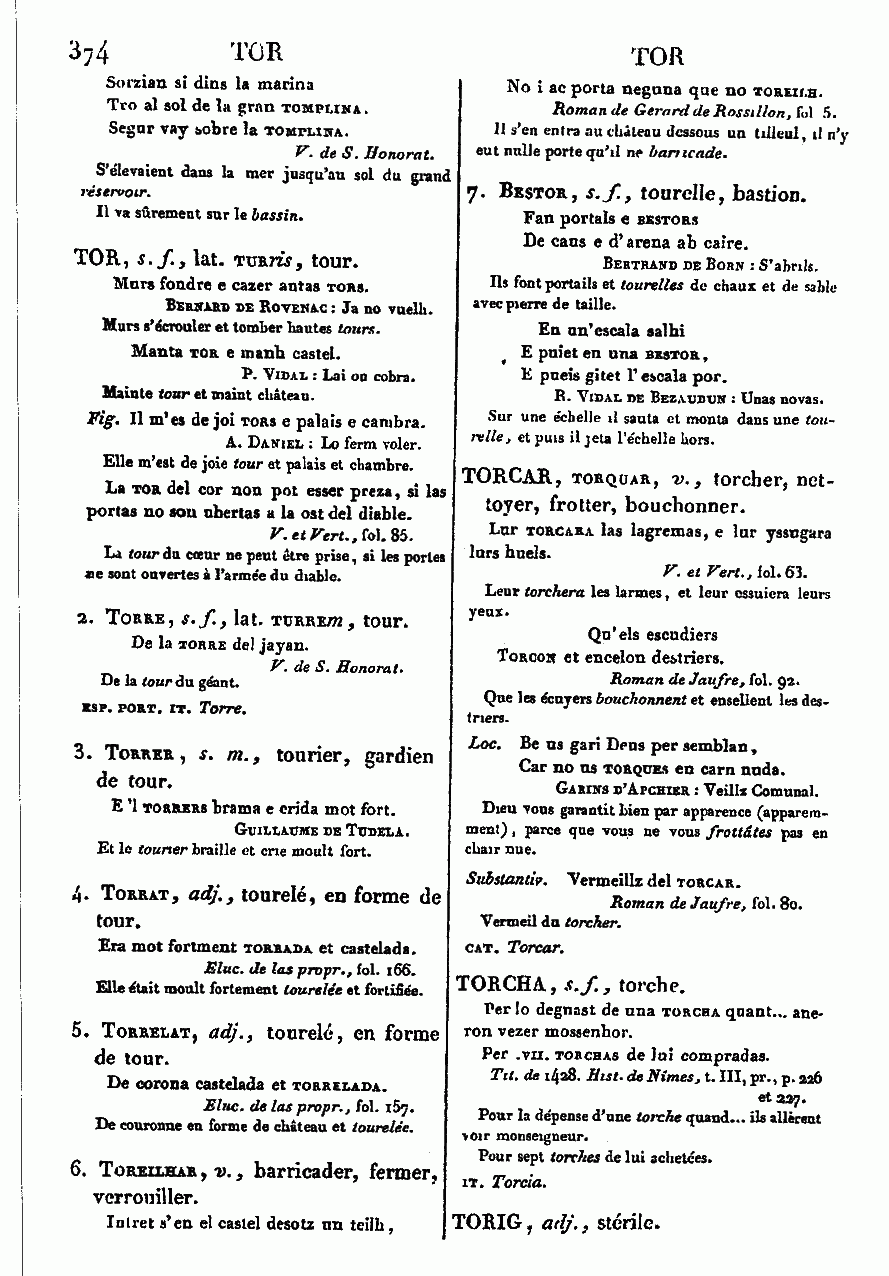 374 TOR TOR
Sorzian si dins la marina
Tro al sol de la gran TOMPLINA.
Segur vay sobre la TOMPLINA.
V. de S. Honorat.
S'élevaient dans la mer jusqu'au sol du grand
réservoir.
Il va sûrement sur le bassin.
TOR, s. f., lat. TURris, tour.
Murs fondre e cazer antas TORS.
BERNARD DE ROVENAC : Ja no vuelh.
Murs s'écrouler et tomber hautes tours.
Manta TOR e manh castel.
P. VIDAL : Lai on cobra.
Mainte tour et maint château.
Fig. Il m'es de joi TORS e palais e cambra.
A. DANIEL : Lo ferm voler.
Elle m'est de joie tour et palais et chambre.
La TOR del cor non pot esser preza, si las
portas no son ubertas a la ost del diable.
V. et Vert., fol. 85.
La tour du cœur ne peut être prise, si les portes
ne sont ouvertes à l'armée du diable.
2. TORRE, s. f., lat. TURREm, tour.
De la TORRE del jayan.
V. de S. Honorat.
De la tour du géant.
ESP. PORT. IT. Torre.
3. TORRER, s. m., tourier, gardien
de tour.
E 'l TORRERS brama e crida mot fort.
GUILLAUME DE TUDELA.
Et le tourier braille et crie moult fort.
4. TORRAT, adj., tourelé, en forme de
tour.
Era mot fortment TORRADA et castelada.
Eluc. de las propr., fol. 166.
Elle était moult fortement tourelée et fortifiée.
5. TORRELAT, adj., tourelé, en forme
de tour.
De corona castelada et TORRELADA.
Eluc. de las propr., fol. 157.
De couronne en forme de château et tourelée.
6. TOREILHAR, v., barricader, fermer,
verrouiller.
Intret s'en el castel desotz un teilh,
No i ac porta neguna que no TOREILH.
Roman de Gerard de Rossillon, fol 5.
Il s'en entra au château dessous un tilleul, il n'y
eut nulle porte qu'il ne barricade.
7. BESTOR, s. f., tourelle, bastion.
Fan portals e BESTORS
De caus e d'arena ab caire.
BERTRAND DE BORN : S'abrils.
Ils font portails et tourelles de chaux et de sable
avec pierre de taille.
En un'escala salhi
E puiet en una BESTOR,
E pueis gitet l'escala por.
R. VIDAL DE BEZAUDUN : Unas novas.
Sur une échelle il sauta et monta dans une tou-
relle, et puis il jeta l'échelle hors.
TORCAR, TORQUAR, v., torcher, net-
toyer, frotter, bouchonner.
Lur TORCARA las lagremas, e lur yssugara
lurs huels.
V. et Vert., fol. 63.
Leur torchera les larmes, et leur essuiera leurs
yeux.
Qu'els escudiers
TORCON et encelon destriers.
Roman de Jaufre, fol. 92.
Que les écuyers bouchonnent et ensellent les des-
triers.
Loc. Be us gari Deus per semblan,
Car no us TORQUES en carn nuda.
GARINS D'APCHIER : Veillz Comunal.
Dieu vous garantit bien par apparence (apparem-
ment), parce que vous ne vous frottâtes pas en
chair nue.
Substantiv. Vermeillz del TORCAR.
Roman de Jaufre, fol. 80.
Vermeil du torcher.
CAT. Torcar.
TORCHA, s. f., torche.
Per lo degnast de una TORCHA quant... ane-
ron vezer mossenhor.
Per .VII. TORCHAS de lui compradas.
Tit. de 1428. Hist. de Nîmes, t. III, pr., p. 226
et 227.
Pour la dépense d'une torche quand... ils allèrent
voir monseigneur.
Pour sept torches de lui achetées.
IT. Torcia.
TORIG, adj., stérile.